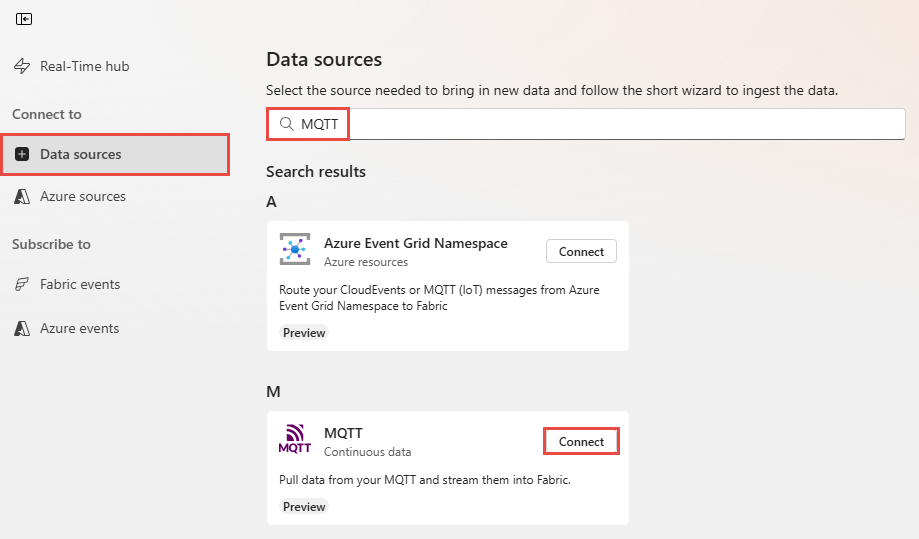 Real-Time hub
Connect to
Data sources
Azure sources
Subscribe to
Fabric events
Azure events
Data sources
Select the source needed to bring in new data and follow the short wizard to ingest the data.
MQTT
Search results
A
Azure Event Grid Namespace
Azure resources
Connect
Route your CloudEvents or MQTT (IoT) messages from Azure
Event Grid Namespace to Fabric
Preview
M
MQTT
MQTT
Continuous data
Connect
Pull data from your MQTT and stream them into Fabric.
Preview